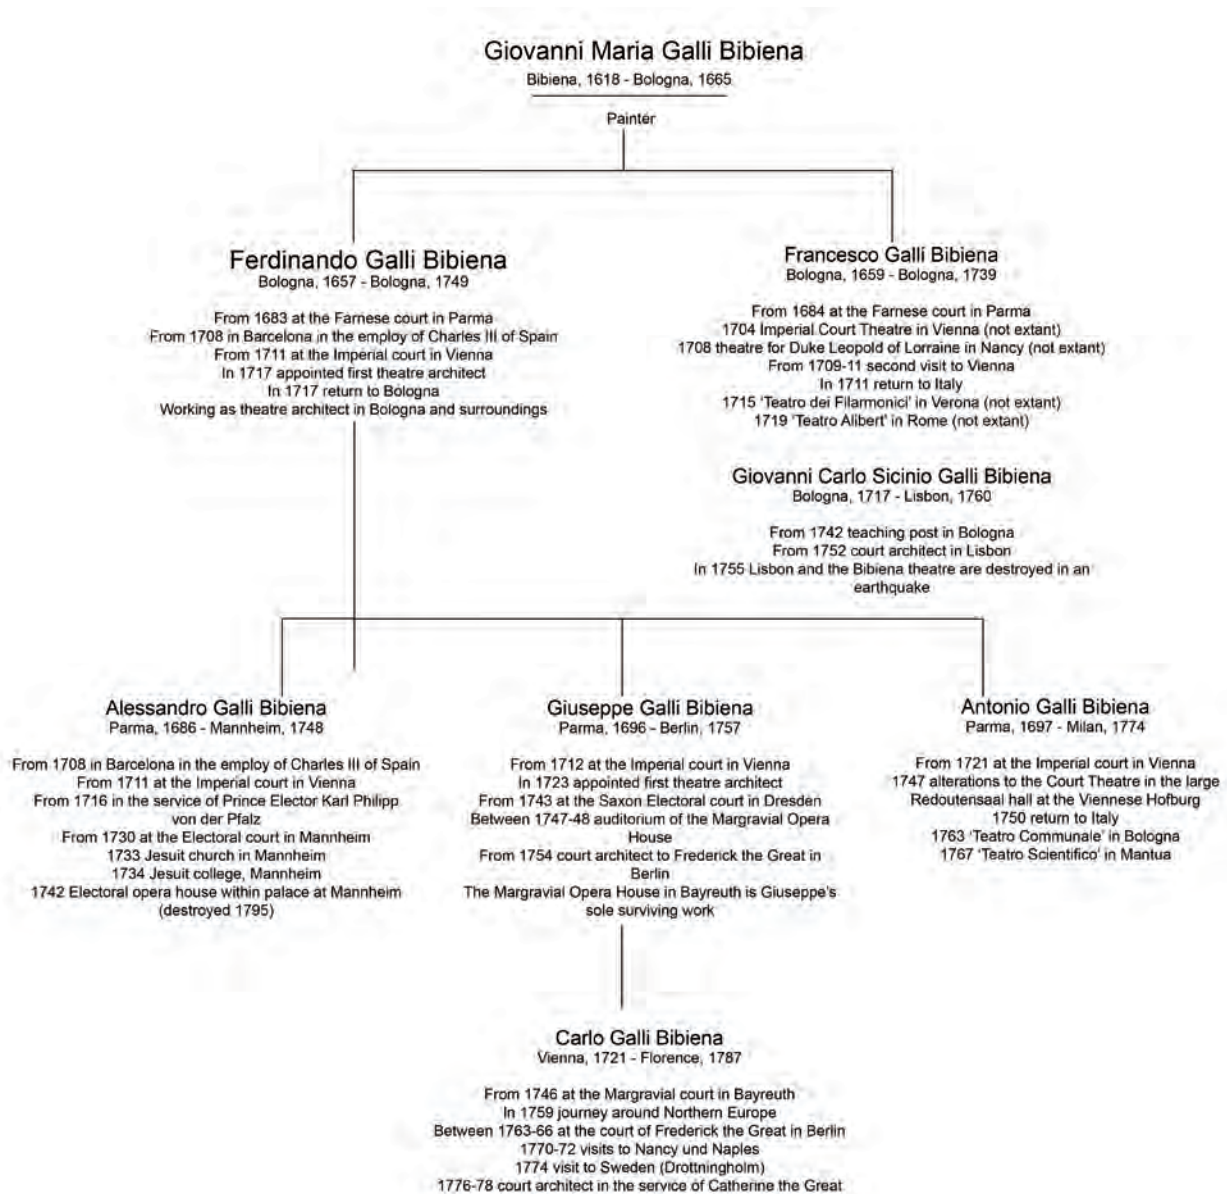 Giovanni Maria Galli Bibiena
Bibiena, 1618 - Bologna, 1665
Painter
Ferdinando Galli Bibiena
Bologna, 1657 - Bologna, 1749
From 1683 at the Farnese court in Parma
From 1708 in Barcelona in the employ of Charles III of Spain
From 1711 at the Imperial court in Vienna
In 1717 appointed first theatre architect
In 1717 return to Bologna
Working as theatre architect in Bologna and surroundings
Francesco Galli Bibiena
Bologna, 1659 - Bologna, 1739
From 1684 at the Farnese court in Parma
1704 Imperial Court Theatre in Vienna (not extant)
1708 theatre for Duke Leopold of Lorraine in Nancy (not extant)
From 1709-11 second visit to Vienna
In 1711 return to Italy
1715 'Teatro dei Filarmonici' in Verona (not extant)
1719 'Teatro Alibert' in Rome (not extant)
Giovanni Carlo Sicinio Galli Bibiena
Bologna, 1717 - Lisbon, 1760
From 1742 teaching post in Bologna
From 1752 court architect in Lisbon
In 1755 Lisbon and the Bibiena theatre are destroyed in an
earthquake
Alessandro Galli Bibiena
Parma, 1686 - Mannheim, 1748
From 1708 in Barcelona in the employ of Charles III of Spain
From 1711 at the Imperial court in Vienna
From 1716 in the service of Prince Elector Karl Philipp
von der Pfalz
From 1730 at the Electoral court in Mannheim
1733 Jesuit church in Mannheim
1734 Jesuit college, Mannheim
1742 Electoral opera house within palace at Mannheim
(destroyed 1795)
Giuseppe Galli Bibiena
Parma, 1696 - Berlin, 1757
From 1712 at the Imperial court in Vienna
In 1723 appointed first theatre architect
From 1743 at the Saxon Electoral court in Dresden
Between 1747-48 auditorium of the Margravial Opera
House
From 1754 court architect to Frederick the Great in
Berlin
The Margravial Opera House in Bayreuth is Giuseppe's
sole surviving work
Antonio Galli Bibiena
Parma, 1697 - Milan, 1774
From 1721 at the Imperial court in Vienna
1747 alterations to the Court Theatre in the large
Redoutensaal hall at the Viennese Hofburg
1750 return to Italy
1763 'Teatro Communale' in Bologna
1767 'Teatro Scientifico' in Mantua
Carlo Galli Bibiena
Vienna, 1721 - Florence, 1787
From 1746 at the Margravial court in Bayreuth
In 1759 journey around Northern Europe
Between 1763-66 at the court of Frederick the Great in Berlin
1770-72 visits to Nancy und Naples
1774 visit to Sweden (Drottningholm)
1776-78 court architect in the service of Catherine the Great